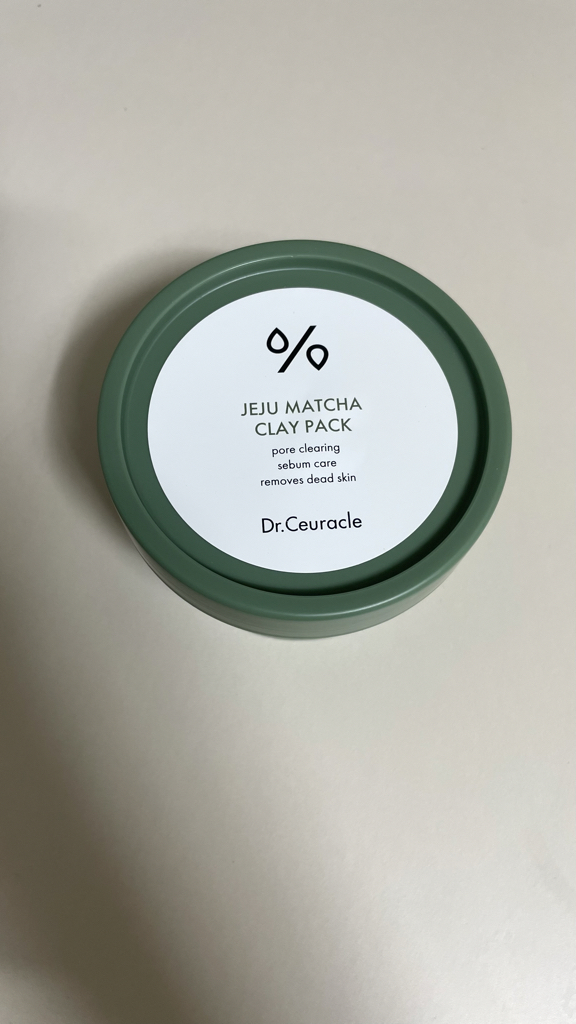 %
JEJU MATCHA
CLAY PACK
pore clearing
sebum care
removes dead skin
Dr.Ceuracle